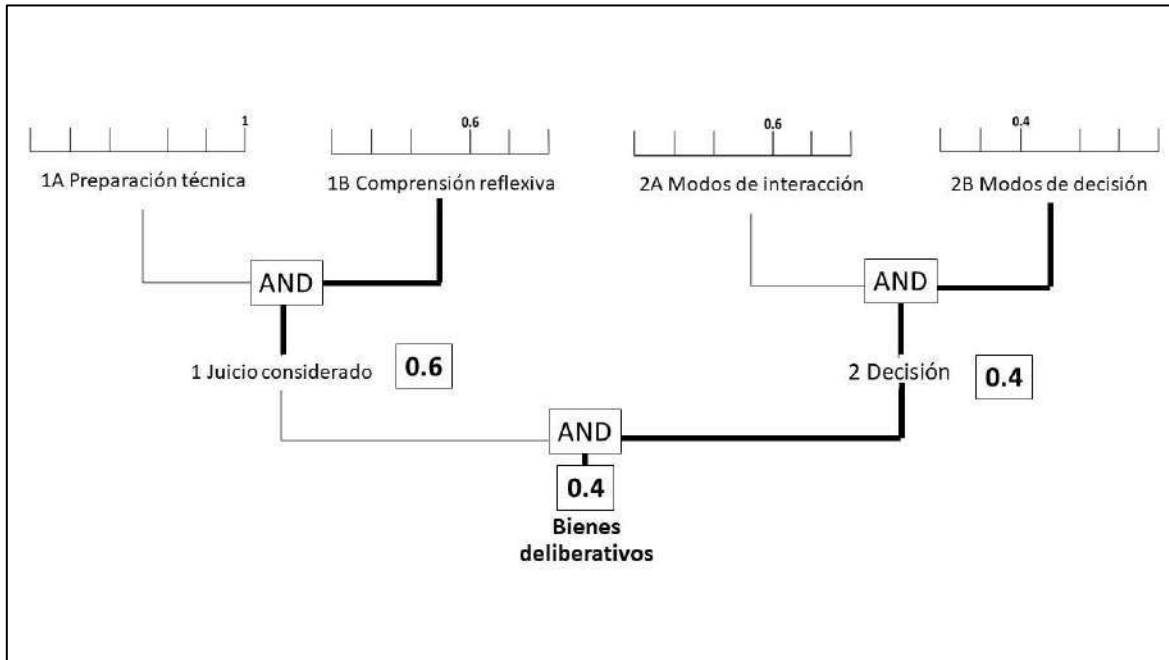 1
0.6
0.6
0.4
1A Preparación técnica
1B Comprensión reflexiva
2A Modos de interacción
2B Modos de decisión
AND
AND
1 Juicio considerado
0.6
2 Decisión
0.4
AND
0.4
Bienes
deliberativos